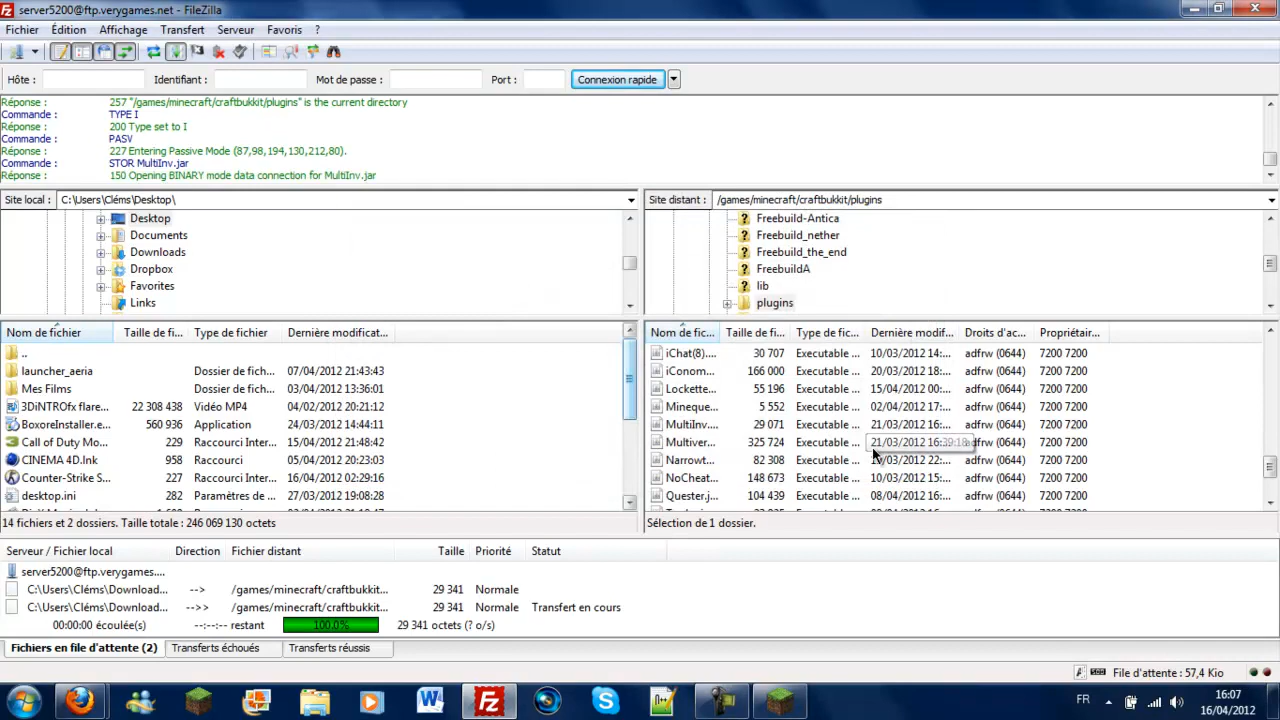 server5200@ftp.verygames.net - FileZilla
Fichier Édition Affichage Transfert Serveur Favoris ?
Hôte : Identifiant : Mot de passe : Port : Connexion rapide
Réponse : 257 "/games/minecraft/craftbukkit/plugins" is the current directory
Commande : TYPE I
Réponse : 200 Type set to I
Commande : PASV
Réponse : 227 Entering Passive Mode (87,98,194,130,212,80).
Commande : STOR MultiInv.jar
Réponse : 150 Opening BINARY mode data connection for MultiInv.jar
Site local : C:\Users\Cléms\Desktop\
Desktop
Documents
Downloads
Dropbox
Favorites
Links
Site distant : /games/minecraft/craftbukkit/plugins
Freebuild-Antica
Freebuild_nether
Freebuild_the_end
FreebuildA
lib
plugins
Nom de fichier Taille de fi... Type de fichier Dernière modificat...
..
launcher_aeria Dossier de fich... 07/04/2012 21:43:43
Mes Films Dossier de fich... 04/03/2012 13:36:01
3DiNTROfx flare... 22 308 438 Vidéo MP4 04/02/2012 20:21:12
BoxoreInstaller.e... 560 936 Application 24/03/2012 14:44:11
Call of Duty Mo... 229 Raccourci Inter... 15/04/2012 21:48:42
CINEMA 4D.lnk 958 Raccourci 04/04/2012 20:23:03
Counter-Strike S... 227 Raccourci Inter... 16/04/2012 02:29:16
desktop.ini 282 Paramètres de ... 27/03/2012 19:08:28
14 fichiers et 2 dossiers. Taille totale : 246 069 130 octets
Nom de fic... Taille de fi... Type de fic... Dernière modif... Droits d'ac... Propriétair...
iChat(8).... 30 707 Executable ... 10/03/2012 14:... adfrw (0644) 7200 7200
iConom... 166 000 Executable ... 20/03/2012 18:... adfrw (0644) 7200 7200
Lockette... 55 196 Executable ... 15/04/2012 00:... adfrw (0644) 7200 7200
Mineque... 5 552 Executable ... 02/04/2012 17:... adfrw (0644) 7200 7200
MultiInv.... 29 071 Executable ... 21/03/2012 16:... adfrw (0644) 7200 7200
Multiver... 325 724 Executable ... 21/03/2012 16:39:18 adfrw (0644) 7200 7200
Narrowt... 82 308 Executable ... /03/2012 22:... adfrw (0644) 7200 7200
NoCheat... 148 673 Executable ... 10/03/2012 15:... adfrw (0644) 7200 7200
Quester.j... 104 439 Executable ... 08/04/2012 16:... adfrw (0644) 7200 7200
Sélection de 1 dossier.
Serveur / Fichier local Direction Fichier distant Taille Priorité Statut
server5200@ftp.verygames....
C:\Users\Cléms\Download... --> /games/minecraft/craftbukkit... 29 341 Normale
C:\Users\Cléms\Download... -->> /games/minecraft/craftbukkit... 29 341 Normale Transfert en cours
00:00:00 écoulée(s) --:--:-- restant 100.0% 29 341 octets (? o/s)
Fichiers en file d'attente (2) Transferts échoués Transferts réussis
File d'attente : 57,4 Kio
FR 16:07
16/04/2012